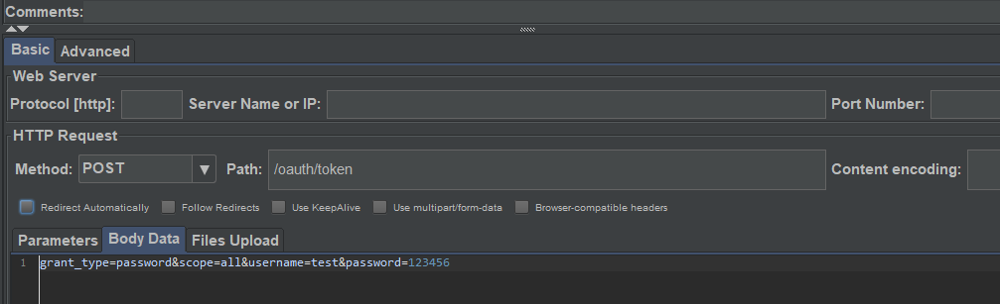 Comments:
Basic Advanced
Web Server
Protocol [http]: Server Name or IP: Port Number:
HTTP Request
Method: POST Path: /oauth/token Content encoding:
Redirect Automatically Follow Redirects Use KeepAlive Use multipart/form-data Browser-compatible headers
Parameters Body Data Files Upload
1 grant_type=password&scope=all&username=test&password=123456